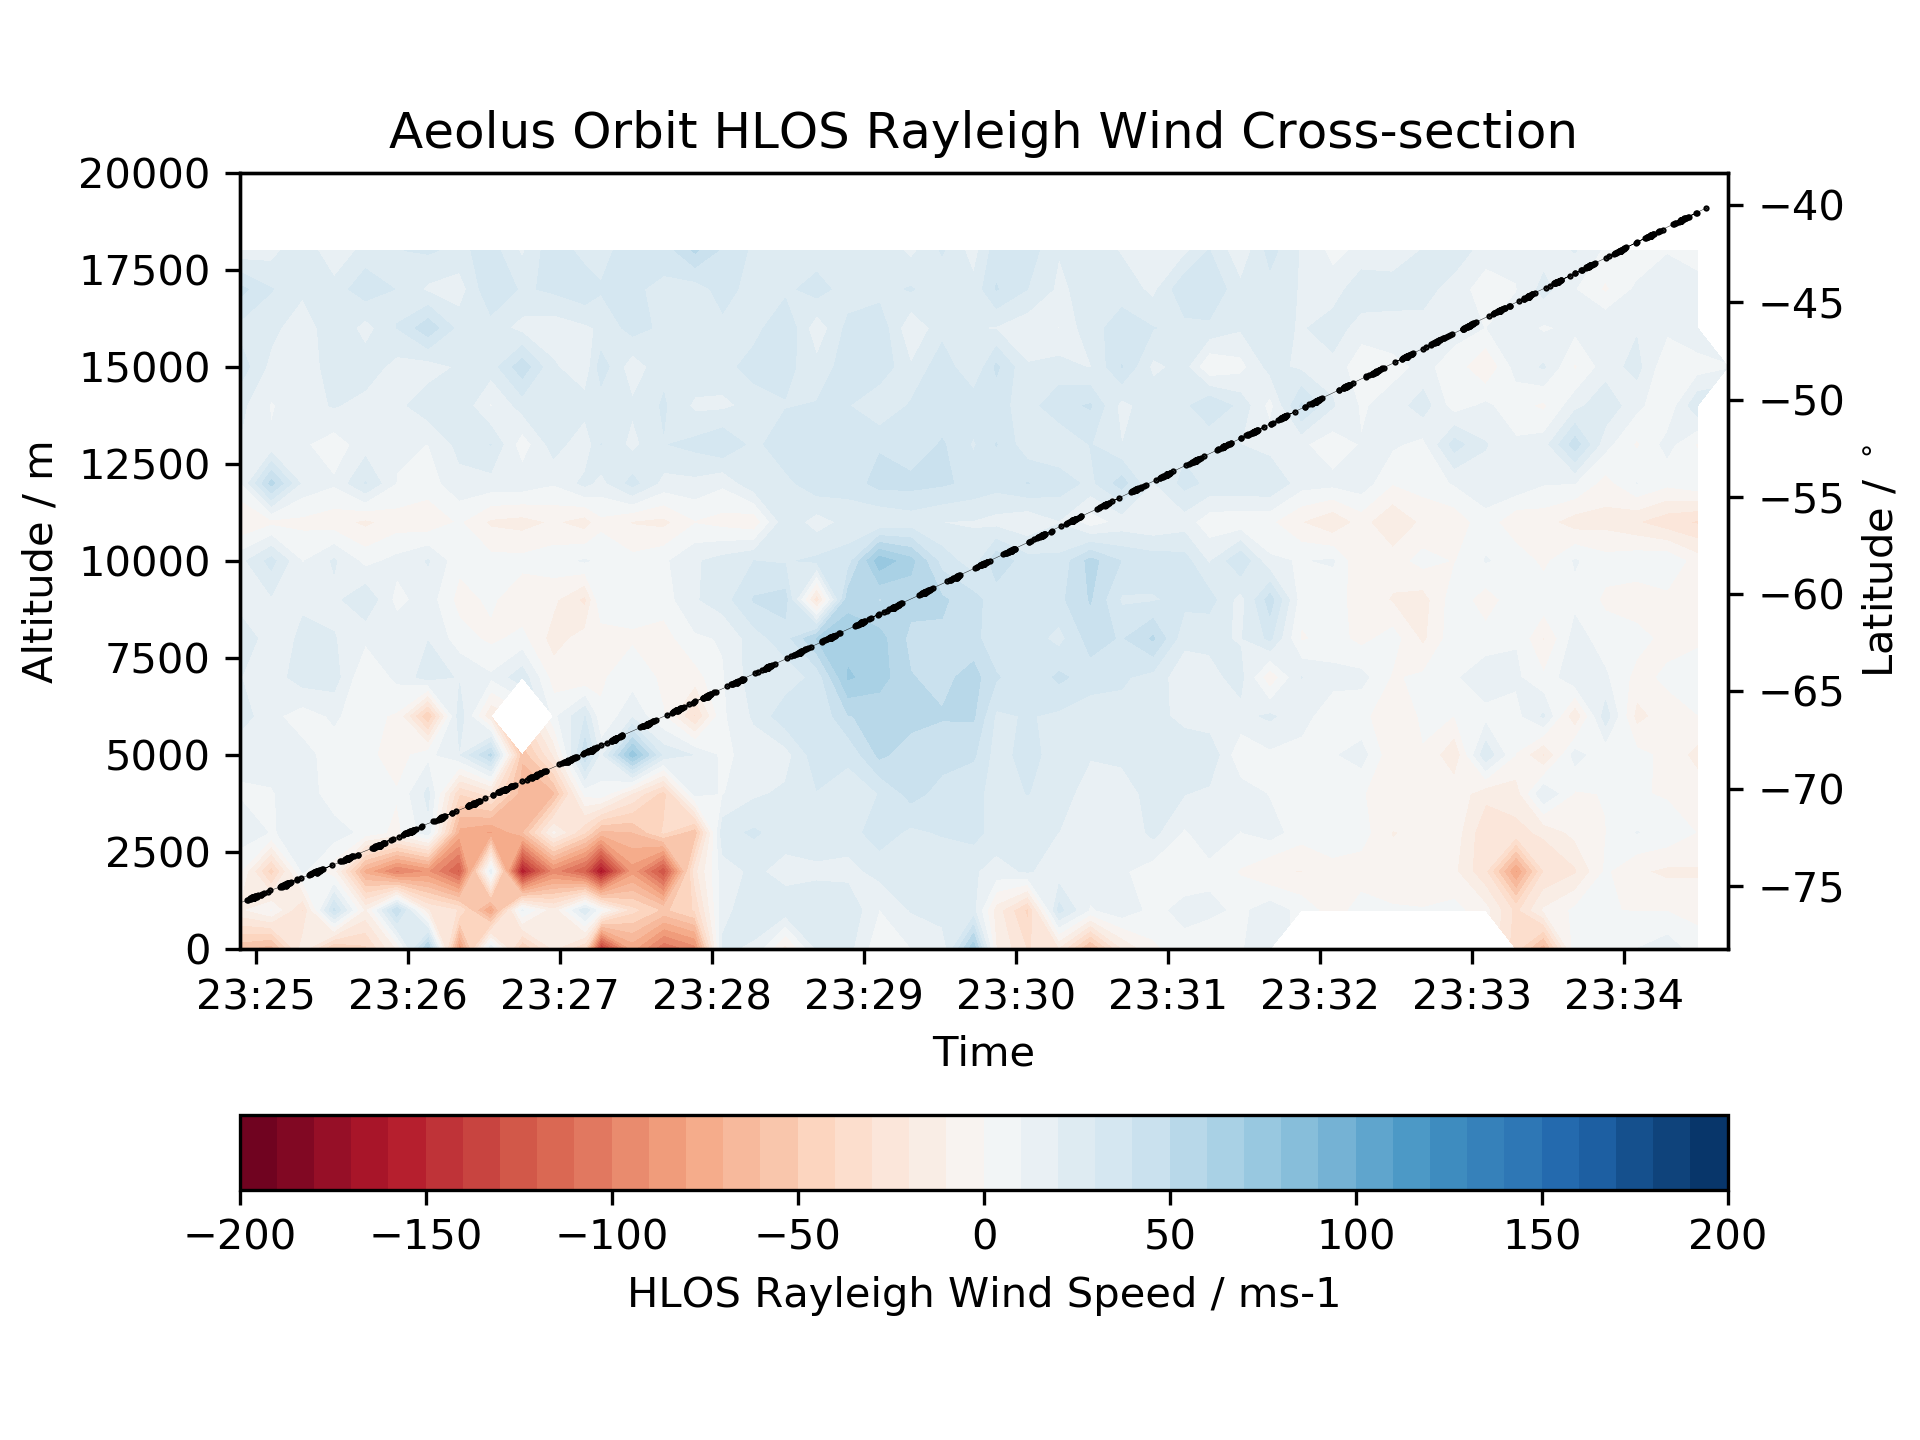 Aeolus Orbit HLOS Rayleigh Wind Cross-section
20000
17500
15000
12500
10000
7500
5000
2500
0
Altitude / m
−40
−45
−50
−55
−60
−65
−70
−75
Latitude / °
23:25 23:26 23:27 23:28 23:29 23:30 23:31 23:32 23:33 23:34
Time
−200 −150 −100 −50 0 50 100 150 200
HLOS Rayleigh Wind Speed / ms-1